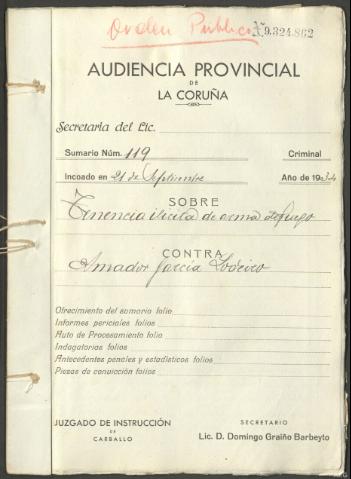 Orden Público
Nº 9.324.862
AUDIENCIA PROVINCIAL
DE
LA CORUÑA
Secretaría del Lic.
Sumario Núm. 119 Criminal
Incoado en 21 de Septiembre Año de 1934
SOBRE
Tenencia ilícita de arma de fuego
CONTRA
Amador García
Ofrecimiento del sumario folio
Informes periciales folios
Auto de Procesamiento folio
Indagatorias folios
Antecedentes penales y estadísticos folios
Piezas de convicción folios
JUZGADO DE INSTRUCCIÓN
DE
CARBALLO
SECRETARIO
Lic. D. Domingo Graiño Barbeyto